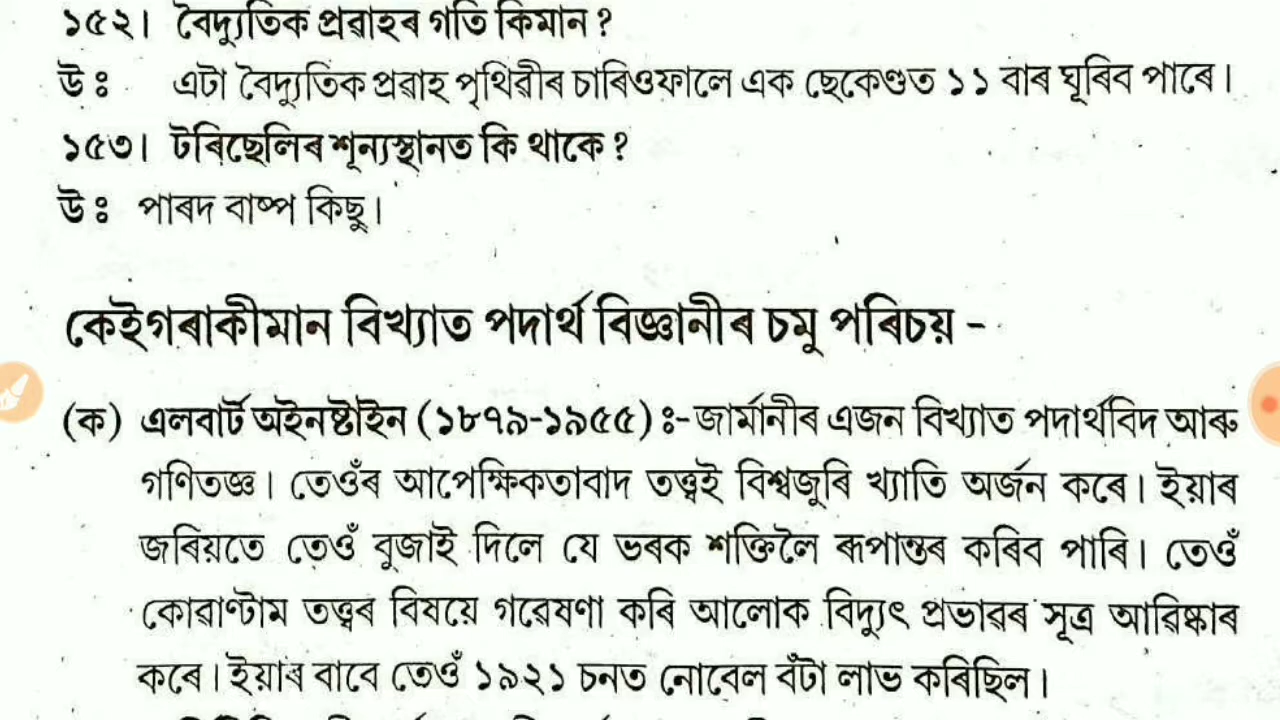 ১৫২। বৈদ্যুতিক প্ৰৱাহৰ গতি কিমান ?
উঃ এটা বৈদ্যুতিক প্ৰৱাহ পৃথিৱীৰ চাৰিওফালে এক ছেকেণ্ডত ১১ বাৰ ঘূৰিব পাৰে।
১৫৩। টৰিছেলিৰ শূন্যস্থানত কি থাকে ?
উঃ পাৰদ বাষ্প কিছু।
কেইগৰাকীমান বিখ্যাত পদাৰ্থ বিজ্ঞানীৰ চমু পৰিচয় -
(ক) এলবাৰ্ট অইনষ্টাইন (১৮৭৯-১৯৫৫) ঃ- জাৰ্মানীৰ এজন বিখ্যাত পদাৰ্থবিদ আৰু
গণিতজ্ঞ। তেওঁৰ আপেক্ষিকতাবাদ তত্ত্বই বিশ্বজুৰি খ্যাতি অৰ্জন কৰে। ইয়াৰ
জৰিয়তে তেওঁ বুজাই দিলে যে ভৰক শক্তিলৈ ৰূপান্তৰ কৰিব পাৰি। তেওঁ
কোৱাণ্টাম তত্ত্বৰ বিষয়ে গৱেষণা কৰি আলোক বিদ্যুৎ প্ৰভাৱৰ সূত্ৰ আৱিষ্কাৰ
কৰে। ইয়াৰ বাবে তেওঁ ১৯২১ চনত নোবেল বঁটা লাভ কৰিছিল।